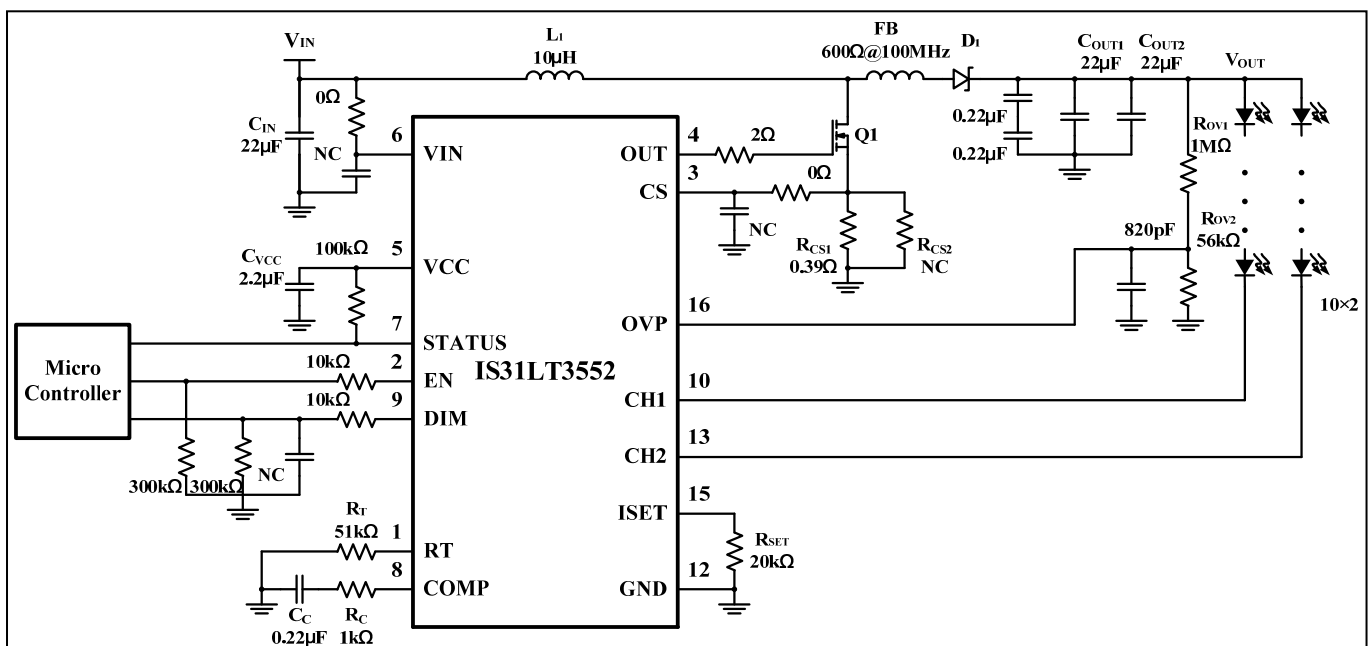 VIN
L1
10µH
FB
600Ω@100MHz
D1
COUT1
22µF
COUT2
22µF
VOUT
0Ω
CIN
22µF
NC
6
VIN
OUT
4
2Ω
Q1
0.22µF
0.22µF
ROV1
1MΩ
3
CS
0Ω
NC
RCS1
0.39Ω
RCS2
NC
820pF
ROV2
56kΩ
CVCC
2.2µF
100kΩ
5
VCC
16
OVP
10×2
7
STATUS
Micro
Controller
10kΩ
2
EN
IS31LT3552
10
CH1
10kΩ
9
DIM
13
CH2
300kΩ
300kΩ
NC
15
ISET
RT
51kΩ
1
RT
RSET
20kΩ
8
COMP
12
GND
CC
0.22µF
RC
1kΩ